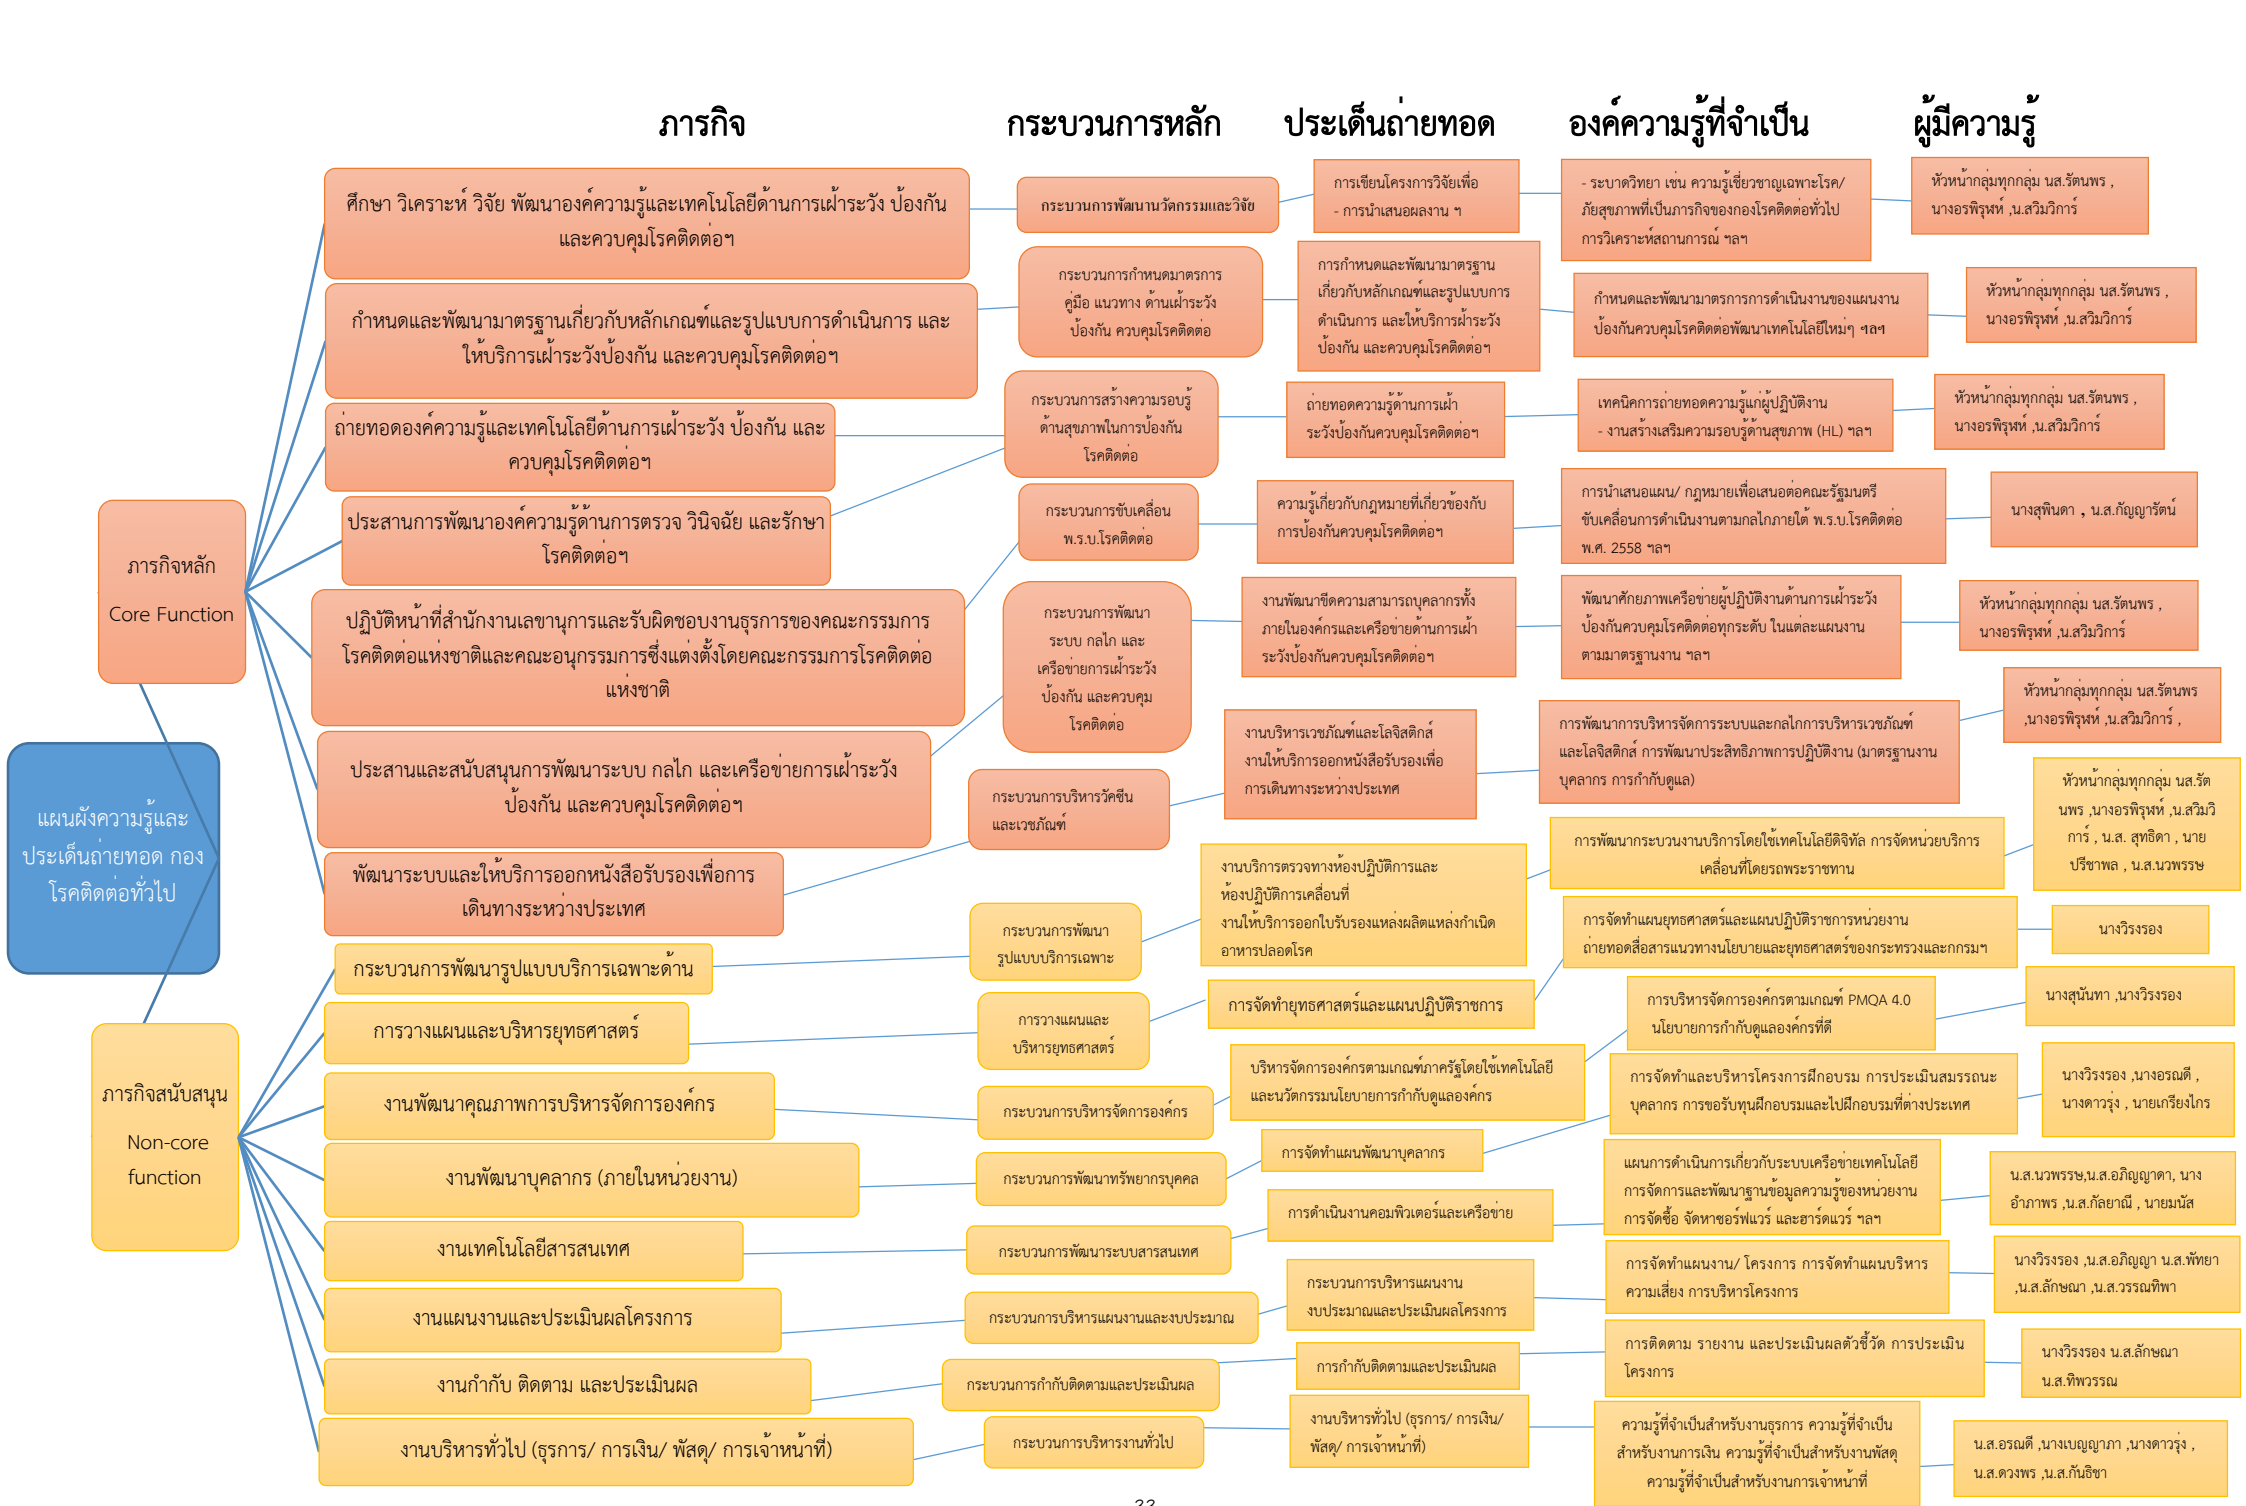 ภารกิจ
กระบวนการหลัก
ประเด็นถ่ายทอด
องค์ความรู้ที่จำเป็น
ผู้มีความรู้
แผนผังความรู้และ
ประเด็นถ่ายทอด กอง
โรคติดต่อทั่วไป
ภารกิจหลัก
Core Function
ศึกษา วิเคราะห์ วิจัย พัฒนาองค์ความรู้และเทคโนโลยีด้านการเฝ้าระวัง ป้องกัน
และควบคุมโรคติดต่อฯ
กระบวนการพัฒนานวัตกรรมและวิจัย
การเขียนโครงการวิจัยเพื่อ
- การนำเสนอผลงาน ฯ
- ระบาดวิทยา เช่น ความรู้เชี่ยวชาญเฉพาะโรค/
ภัยสุขภาพที่เป็นภารกิจของกองโรคติดต่อทั่วไป
การวิเคราะห์สถานการณ์ ฯลฯ
หัวหน้ากลุ่มทุกกลุ่ม นส.รัตนพร ,
นางอรพิรุฬห์ ,น.สวิมวิการ์
กำหนดและพัฒนามาตรฐานเกี่ยวกับหลักเกณฑ์และรูปแบบการดำเนินการ และ
ให้บริการเฝ้าระวังป้องกัน และควบคุมโรคติดต่อฯ
กระบวนการกำหนดมาตรการ
คู่มือ แนวทาง ด้านเฝ้าระวัง
ป้องกัน ควบคุมโรคติดต่อ
การกำหนดและพัฒนามาตรฐาน
เกี่ยวกับหลักเกณฑ์และรูปแบบการ
ดำเนินการ และให้บริการฝ้าระวัง
ป้องกัน และควบคุมโรคติดต่อฯ
กำหนดและพัฒนามาตรการการดำเนินงานของแผนงาน
ป้องกันควบคุมโรคติดต่อพัฒนาเทคโนโลยีใหม่ๆ ฯลฯ
หัวหน้ากลุ่มทุกกลุ่ม นส.รัตนพร ,
นางอรพิรุฬห์ ,น.สวิมวิการ์
ถ่ายทอดองค์ความรู้และเทคโนโลยีด้านการเฝ้าระวัง ป้องกัน และ
ควบคุมโรคติดต่อฯ
กระบวนการสร้างความรอบรู้
ด้านสุขภาพในการป้องกัน
โรคติดต่อ
ถ่ายทอดความรู้ด้านการเฝ้า
ระวังป้องกันควบคุมโรคติดต่อฯ
เทคนิคการถ่ายทอดความรู้แก่ผู้ปฏิบัติงาน
- งานสร้างเสริมความรอบรู้ด้านสุขภาพ (HL) ฯลฯ
หัวหน้ากลุ่มทุกกลุ่ม นส.รัตนพร ,
นางอรพิรุฬห์ ,น.สวิมวิการ์
ประสานการพัฒนาองค์ความรู้ด้านการตรวจ วินิจฉัย และรักษา
โรคติดต่อฯ
กระบวนการขับเคลื่อน
พ.ร.บ.โรคติดต่อ
ความรู้เกี่ยวกับกฎหมายที่เกี่ยวข้องกับ
การป้องกันควบคุมโรคติดต่อฯ
การนำเสนอแผน/ กฎหมายเพื่อเสนอต่อคณะรัฐมนตรี
ขับเคลื่อนการดำเนินงานตามกลไกภายใต้ พ.ร.บ.โรคติดต่อ
พ.ศ. 2558 ฯลฯ
นางสุพินดา , น.ส.กัญญารัตน์
ปฏิบัติหน้าที่สำนักงานเลขานุการและรับผิดชอบงานธุรการของคณะกรรมการ
โรคติดต่อแห่งชาติและคณะอนุกรรมการซึ่งแต่งตั้งโดยคณะกรรมการโรคติดต่อ
แห่งชาติ
กระบวนการพัฒนา
ระบบ กลไก และ
เครือข่ายการเฝ้าระวัง
ป้องกัน และควบคุม
โรคติดต่อ
งานพัฒนาขีดความสามารถบุคลากรทั้ง
ภายในองค์กรและเครือข่ายด้านการเฝ้า
ระวังป้องกันควบคุมโรคติดต่อฯ
พัฒนาศักยภาพเครือข่ายผู้ปฏิบัติงานด้านการเฝ้าระวัง
ป้องกันควบคุมโรคติดต่อทุกระดับ ในแต่ละแผนงาน
ตามมาตรฐานงาน ฯลฯ
หัวหน้ากลุ่มทุกกลุ่ม นส.รัตนพร ,
นางอรพิรุฬห์ ,น.สวิมวิการ์
ประสานและสนับสนุนการพัฒนาระบบ กลไก และเครือข่ายการเฝ้าระวัง
ป้องกัน และควบคุมโรคติดต่อฯ
กระบวนการบริหารวัคซีน
และเวชภัณฑ์
งานบริหารเวชภัณฑ์และโลจิสติกส์
งานให้บริการออกหนังสือรับรองเพื่อ
การเดินทางระหว่างประเทศ
การพัฒนาการบริหารจัดการระบบและกลไกการบริหารเวชภัณฑ์
และโลจิสติกส์ การพัฒนาประสิทธิภาพการปฏิบัติงาน (มาตรฐานงาน
บุคลากร การกำกับดูแล)
หัวหน้ากลุ่มทุกกลุ่ม นส.รัตนพร
,นางอรพิรุฬห์ ,น.สวิมวิการ์ ,
พัฒนาระบบและให้บริการออกหนังสือรับรองเพื่อการ
เดินทางระหว่างประเทศ
ภารกิจสนับสนุน
Non-core
function
กระบวนการพัฒนารูปแบบบริการเฉพาะด้าน
กระบวนการพัฒนา
รูปแบบบริการเฉพาะ
งานบริการตรวจทางห้องปฏิบัติการและ
ห้องปฏิบัติการเคลื่อนที่
งานให้บริการออกใบรับรองแหล่งผลิตแหล่งกำเนิด
อาหารปลอดโรค
การพัฒนากระบวนงานบริการโดยใช้เทคโนโลยีดิจิทัล การจัดหน่วยบริการ
เคลื่อนที่โดยรถพระราชทาน
หัวหน้ากลุ่มทุกกลุ่ม นส.รัต
นพร ,นางอรพิรุฬห์ ,น.สวิมวิ
การ์ , น.ส. สุทธิดา , นาย
ปรีชาพล , น.ส.นวพรรษ
การวางแผนและบริหารยุทธศาสตร์
การวางแผนและ
บริหารยุทธศาสตร์
การจัดทำยุทธศาสตร์และแผนปฏิบัติราชการ
การจัดทำแผนยุทธศาสตร์และแผนปฏิบัติราชการหน่วยงาน
ถ่ายทอดสื่อสารแนวทางนโยบายและยุทธศาสตร์ของกระทรวงและกกรมฯ
นางวิรงรอง
งานพัฒนาคุณภาพการบริหารจัดการองค์กร
กระบวนการบริหารจัดการองค์กร
บริหารจัดการองค์กรตามเกณฑ์ภาครัฐโดยใช้เทคโนโลยี
และนวัตกรรมนโยบายการกำกับดูแลองค์กร
การบริหารจัดการองค์กรตามเกณฑ์ PMQA 4.0
นโยบายการกำกับดูแลองค์กรที่ดี
นางสุนันทา ,นางวิรงรอง
งานพัฒนาบุคลากร (ภายในหน่วยงาน)
กระบวนการพัฒนาทรัพยากรบุคคล
การจัดทำแผนพัฒนาบุคลากร
การจัดทำและบริหารโครงการฝึกอบรม การประเมินสมรรถนะ
บุคลากร การขอรับทุนฝึกอบรมและไปฝึกอบรมที่ต่างประเทศ
นางวิรงรอง ,นางอรณดี ,
นางดาวรุ่ง , นายเกรียงไกร
งานเทคโนโลยีสารสนเทศ
กระบวนการพัฒนาระบบสารสนเทศ
การดำเนินงานคอมพิวเตอร์และเครือข่าย
แผนการดำเนินการเกี่ยวกับระบบเครือข่ายเทคโนโลยี
การจัดการและพัฒนาฐานข้อมูลความรู้ของหน่วยงาน
การจัดซื้อ จัดหาซอร์ฟแวร์ และฮาร์ดแวร์ ฯลฯ
น.ส.นวพรรษ,น.ส.อภิญญาดา, นาง
อำภาพร ,น.ส.กัลยาณี , นายมนัส
งานแผนงานและประเมินผลโครงการ
กระบวนการบริหารแผนงานและงบประมาณ
กระบวนการบริหารแผนงาน
งบประมาณและประเมินผลโครงการ
การจัดทำแผนงาน/ โครงการ การจัดทำแผนบริหาร
ความเสี่ยง การบริหารโครงการ
นางวิรงรอง ,น.ส.อภิญญา น.ส.พัทยา
,น.ส.ลักษณา ,น.ส.วรรณทิพา
งานกำกับ ติดตาม และประเมินผล
กระบวนการกำกับติดตามและประเมินผล
การกำกับติดตามและประเมินผล
การติดตาม รายงาน และประเมินผลตัวชี้วัด การประเมิน
โครงการ
นางวิรงรอง น.ส.ลักษณา
น.ส.ทิพวรรณ
งานบริหารทั่วไป (ธุรการ/ การเงิน/ พัสดุ/ การเจ้าหน้าที่)
กระบวนการบริหารงานทั่วไป
งานบริหารทั่วไป (ธุรการ/ การเงิน/
พัสดุ/ การเจ้าหน้าที่)
ความรู้ที่จำเป็นสำหรับงานธุรการ ความรู้ที่จำเป็น
สำหรับงานการเงิน ความรู้ที่จำเป็นสำหรับงานพัสดุ
ความรู้ที่จำเป็นสำหรับงานการเจ้าหน้าที่
น.ส.อรณดี ,นางเบญญาภา ,นางดาวรุ่ง ,
น.ส.ดวงพร ,น.ส.กันธิชา